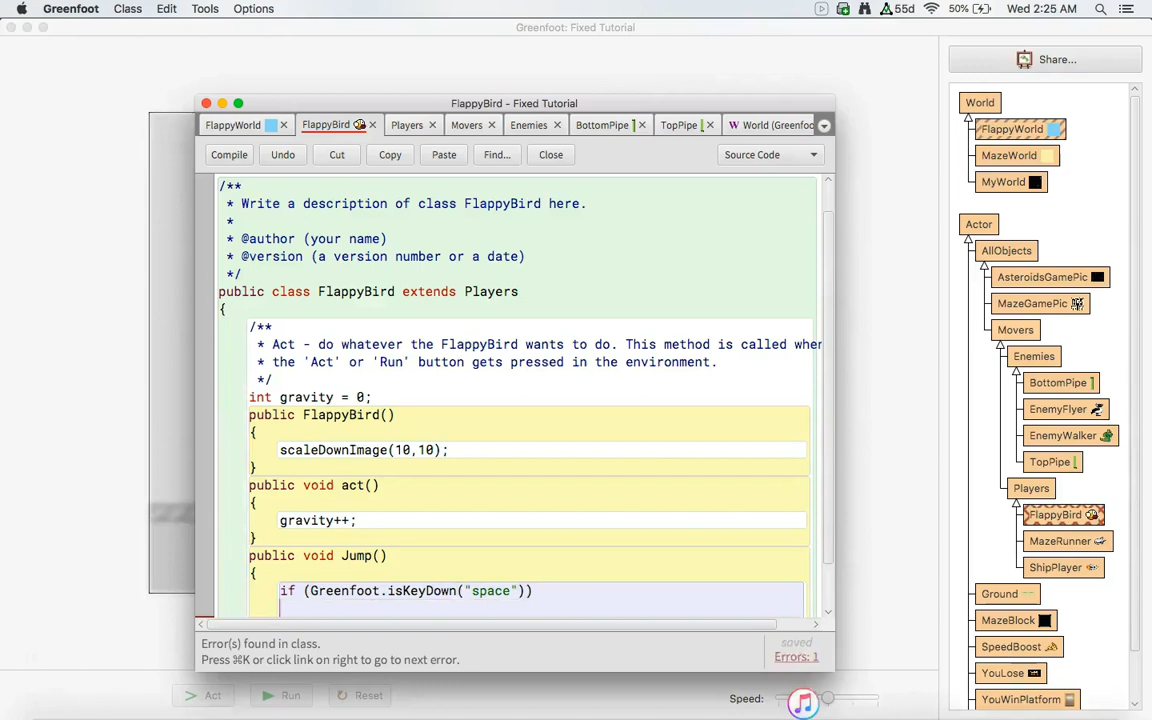 Greenfoot Class Edit Tools Options 55d 50% Wed 2:25 AM
Greenfoot: Fixed Tutorial
Share...
FlappyBird - Fixed Tutorial
FlappyWorld FlappyBird Players Movers Enemies BottomPipe TopPipe World (Greenfoo
Compile Undo Cut Copy Paste Find... Close Source Code
/**
* Write a description of class FlappyBird here.
*
* @author (your name)
* @version (a version number or a date)
*/
public class FlappyBird extends Players
{
/**
* Act - do whatever the FlappyBird wants to do. This method is called when
* the 'Act' or 'Run' button gets pressed in the environment.
*/
int gravity = 0;
public FlappyBird()
{
scaleDownImage(10,10);
}
public void act()
{
gravity++;
}
public void Jump()
{
if (Greenfoot.isKeyDown("space"))
Error(s) found in class.
Press ⌘K or click link on right to go to next error.
saved
Errors: 1
Act Run Reset Speed:
World
FlappyWorld
MazeWorld
MyWorld
Actor
AllObjects
AsteroidsGamePic
MazeGamePic
Movers
Enemies
BottomPipe
EnemyFlyer
EnemyWalker
TopPipe
Players
FlappyBird
MazeRunner
ShipPlayer
Ground
MazeBlock
SpeedBoost
YouLose
YouWinPlatform